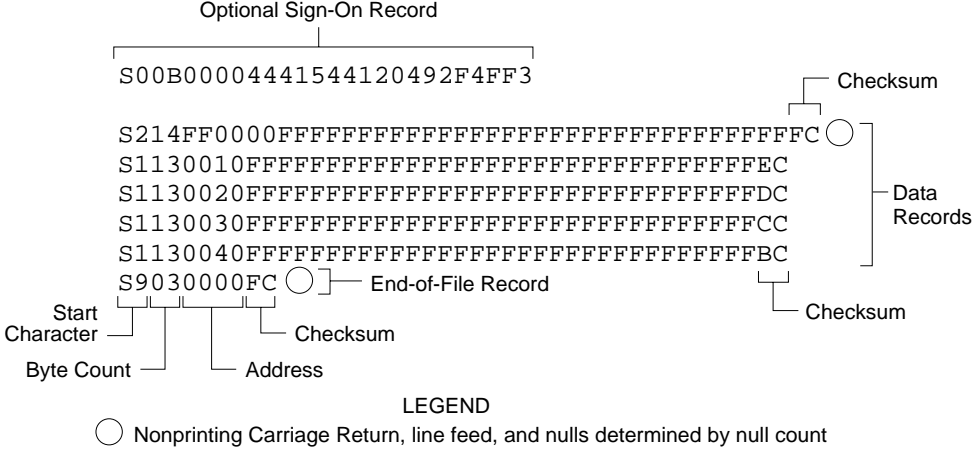 Optional Sign-On Record
S00B00004441544120492F4FF3
Checksum
S214FF0000FFFFFFFFFFFFFFFFFFFFFFFFFFFFFFFFFC
S1130010FFFFFFFFFFFFFFFFFFFFFFFFFFFFFFFFEC
S1130020FFFFFFFFFFFFFFFFFFFFFFFFFFFFFFFFDC
S1130030FFFFFFFFFFFFFFFFFFFFFFFFFFFFFFFFCC
S1130040FFFFFFFFFFFFFFFFFFFFFFFFFFFFFFFFBC
Data
Records
S9030000FC
End-of-File Record
Start
Character
Checksum
Checksum
Byte Count
Address
LEGEND
Nonprinting Carriage Return, line feed, and nulls determined by null count